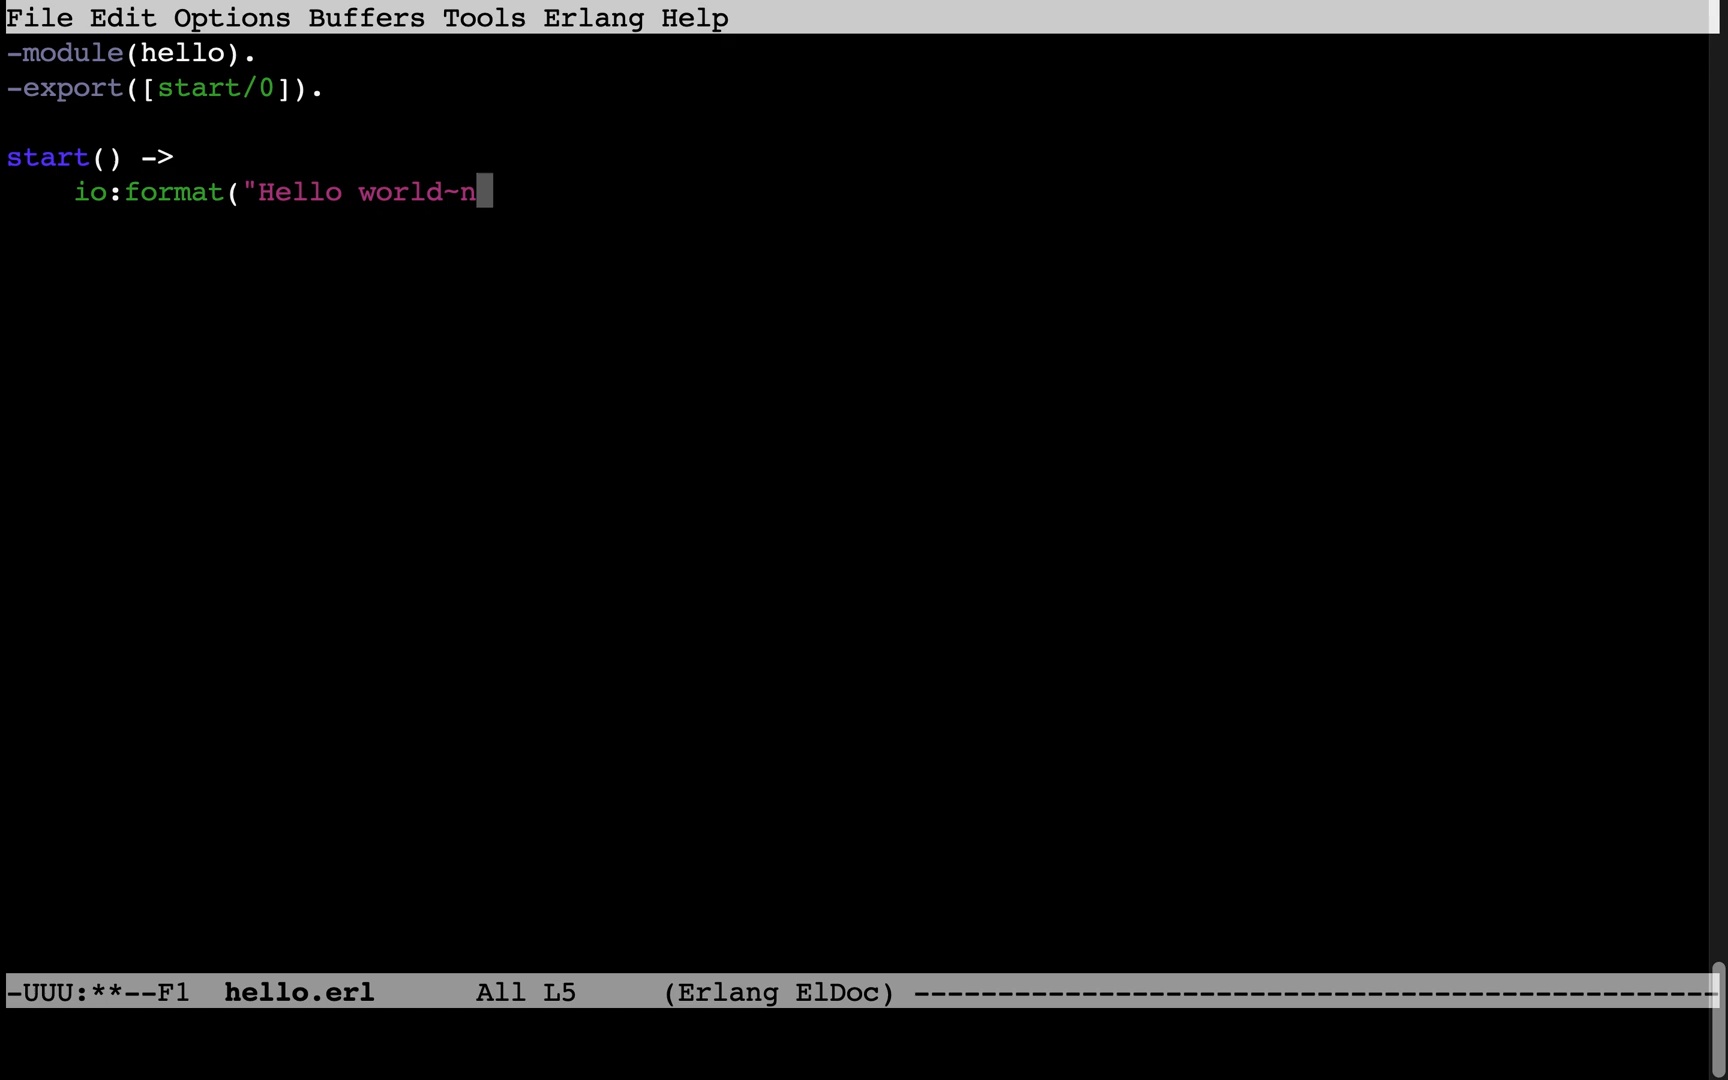 File Edit Options Buffers Tools Erlang Help
-module(hello).
-export([start/0]).
start() ->
    io:format("Hello world~n
-UUU:**--F1  hello.erl      All L5     (Erlang ElDoc) ------------------------------------------------